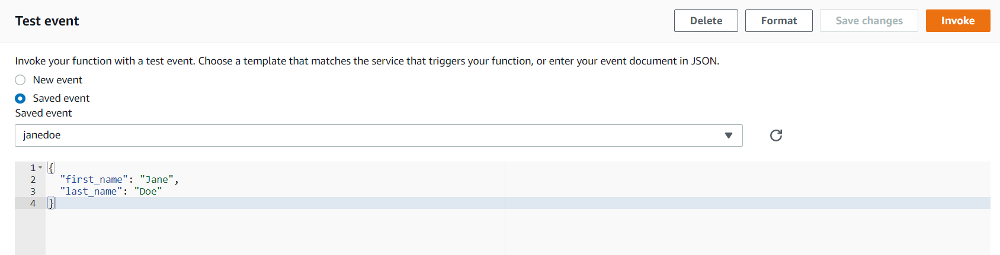 Test event
Delete
Format
Save changes
Invoke
Invoke your function with a test event. Choose a template that matches the service that triggers your function, or enter your event document in JSON.
New event
Saved event
Saved event
janedoe
1 {
2 "first_name": "Jane",
3 "last_name": "Doe"
4 }